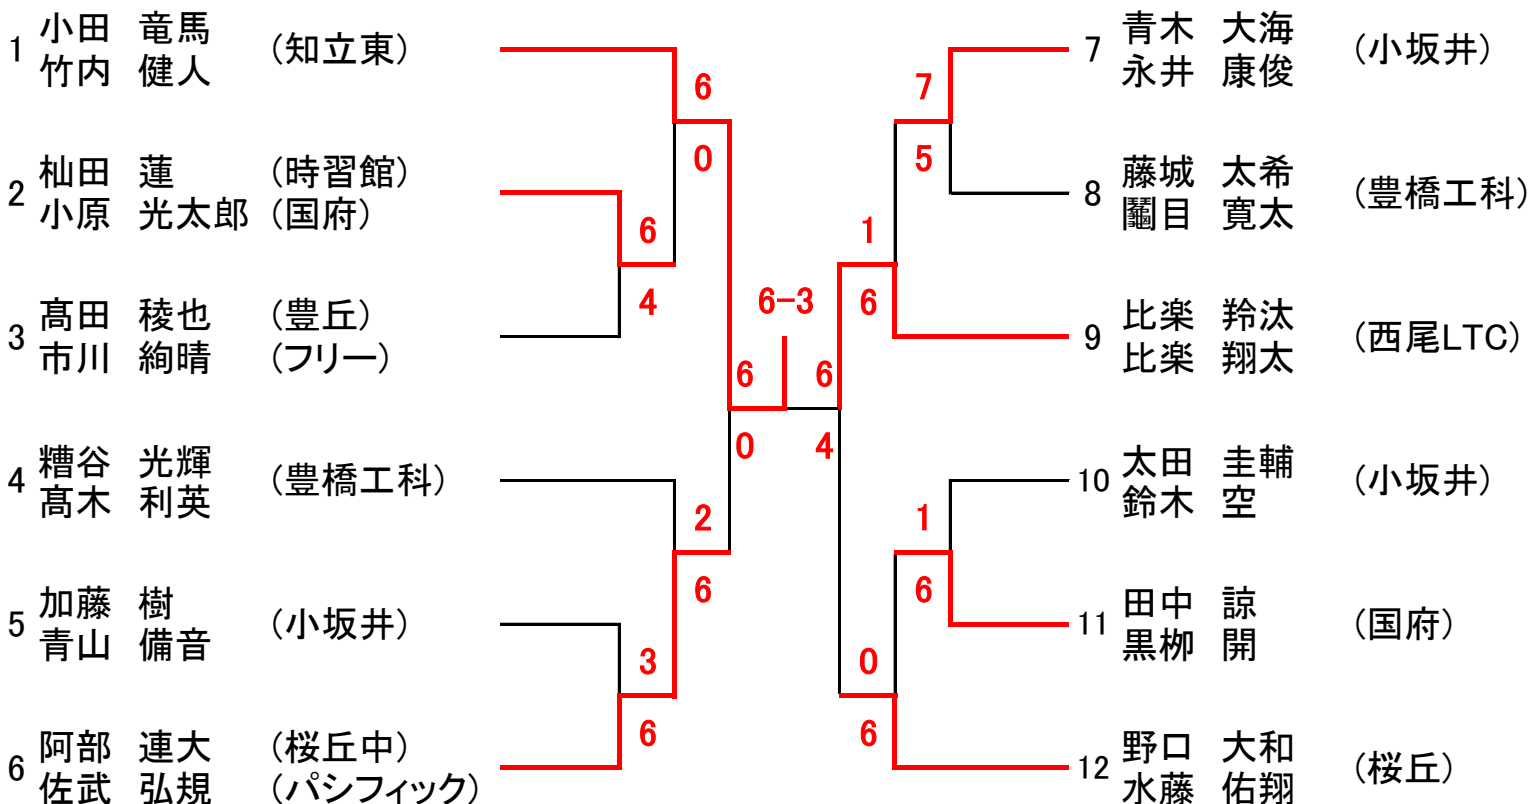 1 小田 竜馬 (知立東)
竹内 健人
2 杣田 蓮 (時習館)
小原 光太郎 (国府)
3 髙田 稜也 (豊丘)
市川 絢晴 (フリー)
4 糟谷 光輝 (豊橋工科)
髙木 利英
5 加藤 樹 (小坂井)
青山 備音
6 阿部 連大 (桜丘中)
佐武 弘規 (パシフィック)
6
0
6
4
2
6
3
6
6
0
6-3
6
4
7
5
1
6
1
6
0
6
7 青木 大海 (小坂井)
永井 康俊
8 藤城 太希 (豊橋工科)
目 寛太
9 比楽 羚汰 (西尾LTC)
比楽 翔太
10 太田 圭輔 (小坂井)
鈴木 空
11 田中 諒 (国府)
黒栁 開
12 野口 大和 (桜丘)
水藤 佑翔